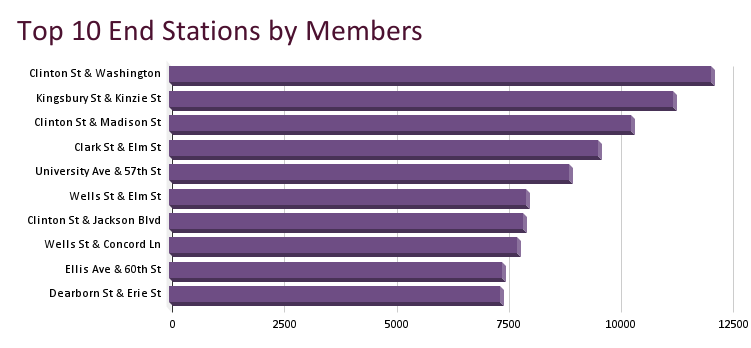 Top 10 End Stations by Members
Clinton St & Washington
Kingsbury St & Kinzie St
Clinton St & Madison St
Clark St & Elm St
University Ave & 57th St
Wells St & Elm St
Clinton St & Jackson Blvd
Wells St & Concord Ln
Ellis Ave & 60th St
Dearborn St & Erie St
0 2500 5000 7500 10000 12500